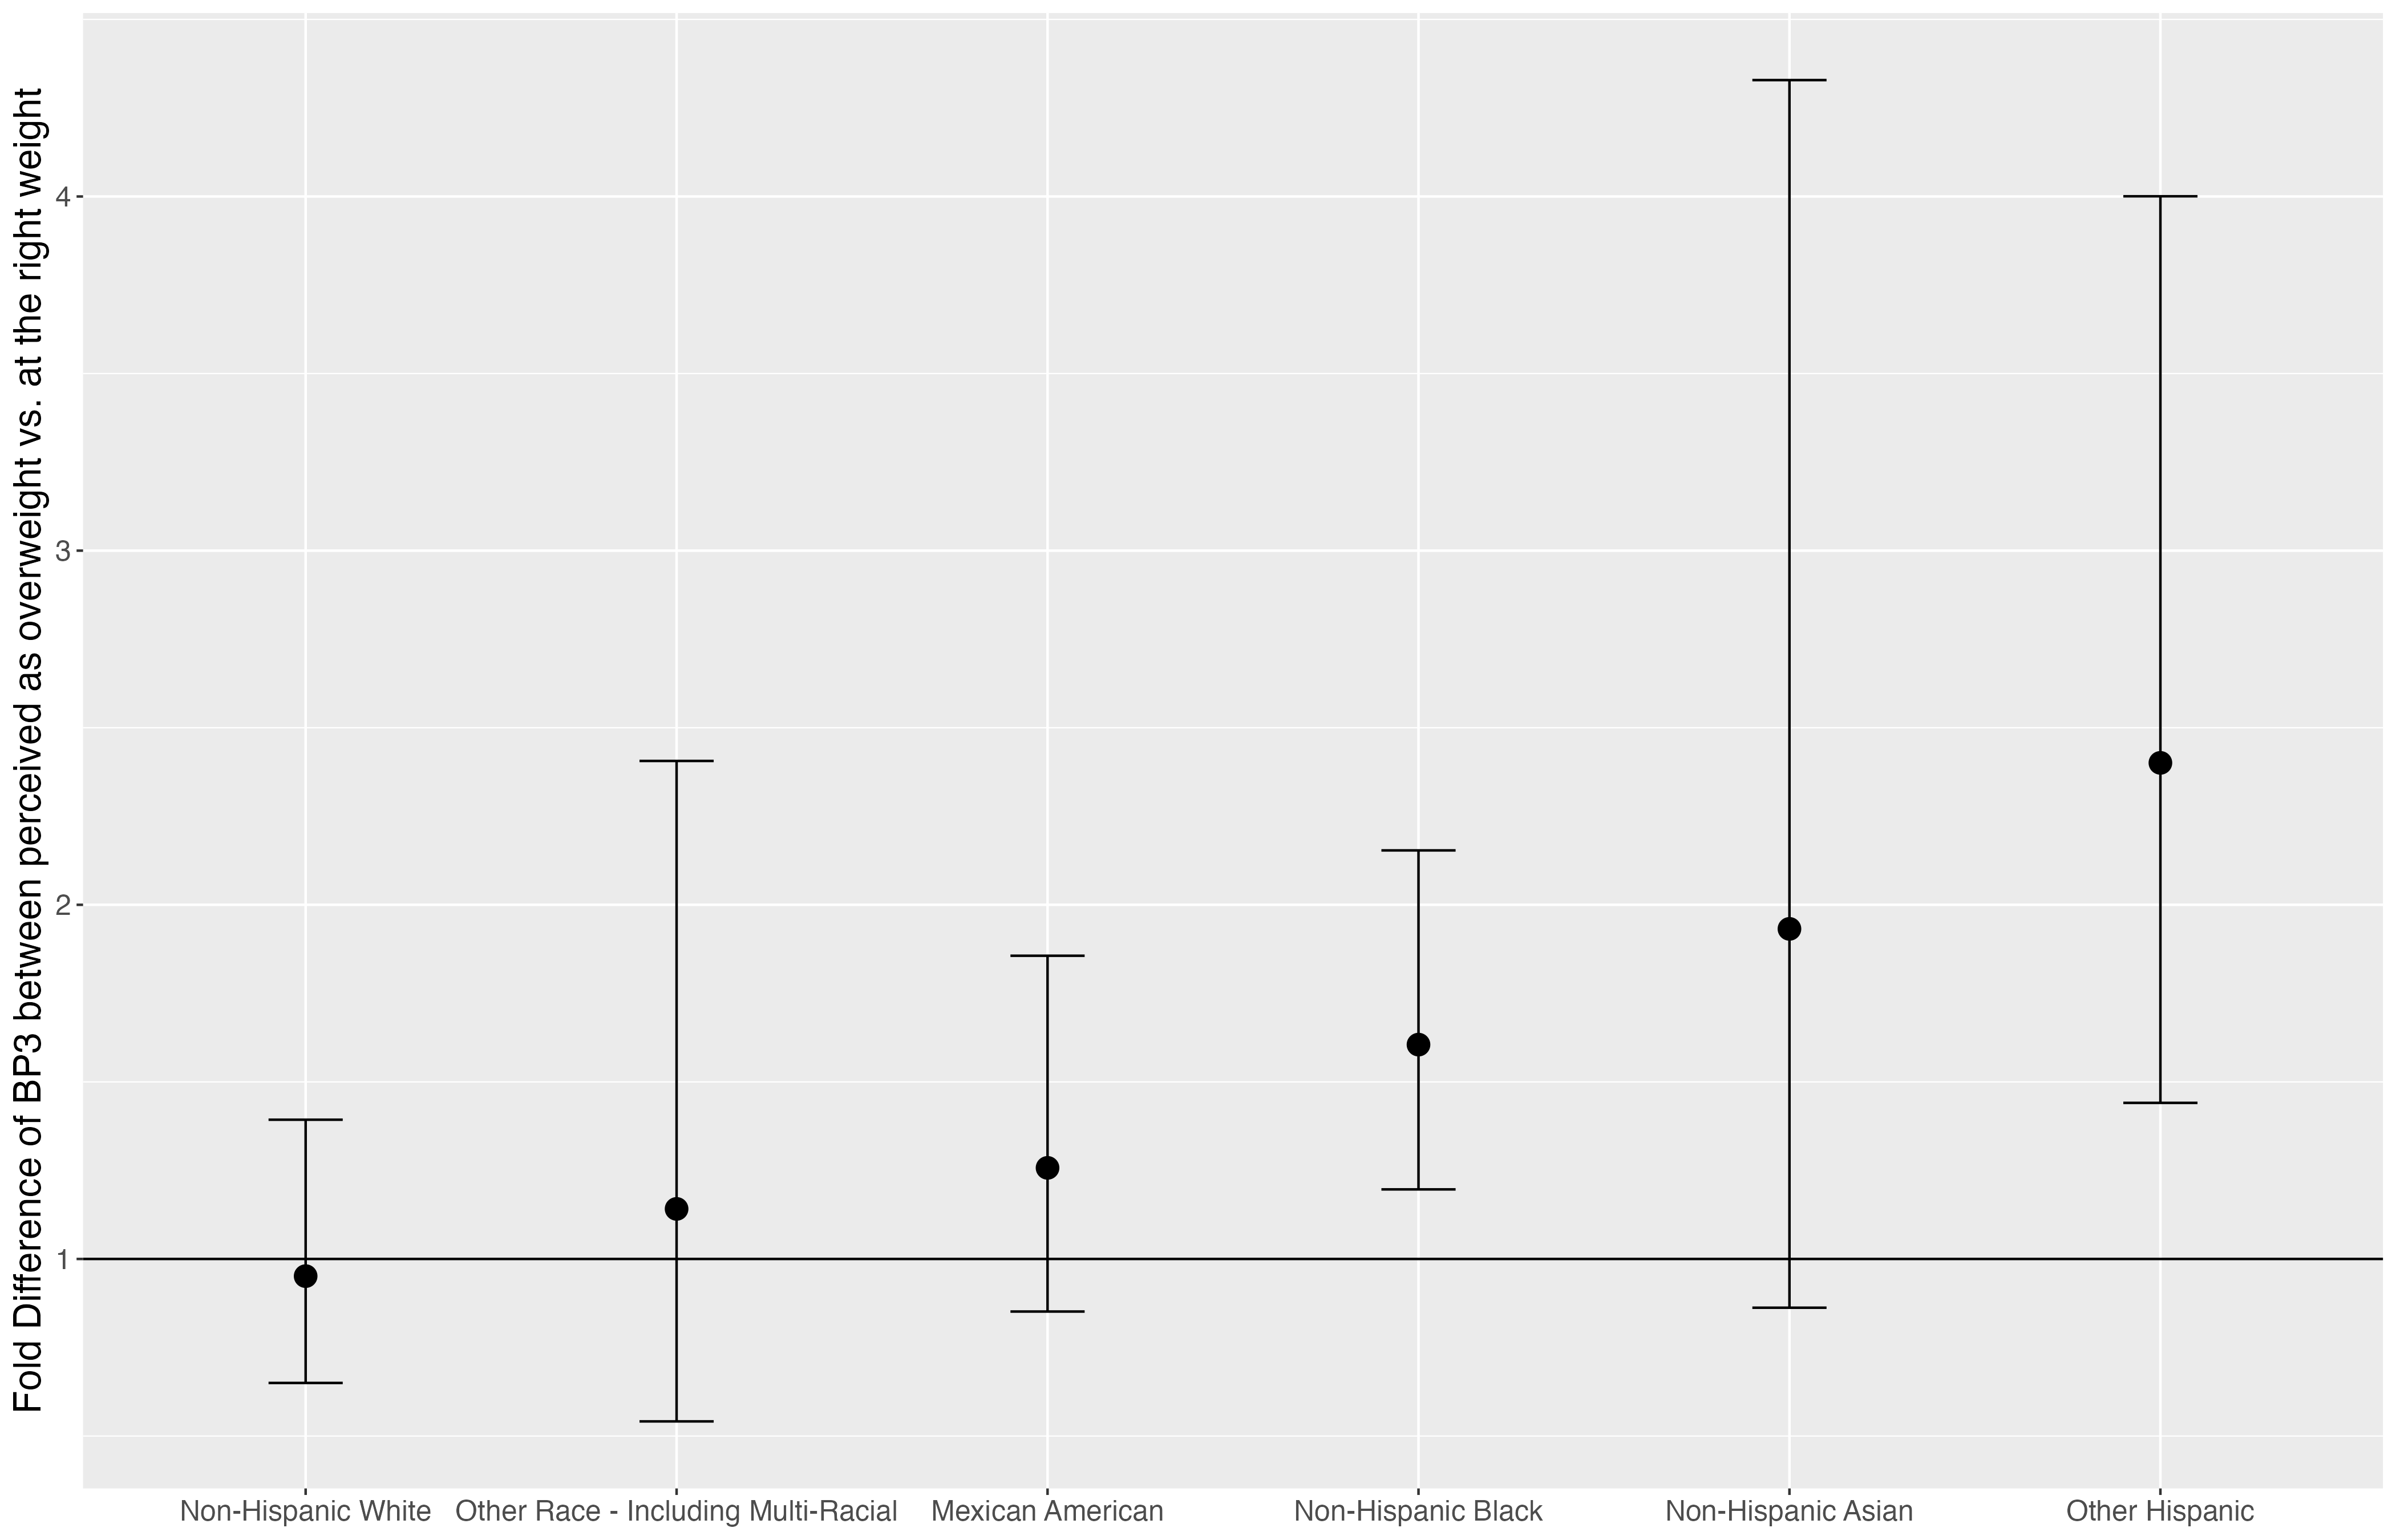 Fold Difference of BP3 between perceived as overweight vs. at the right weight
4
3
2
1
Non-Hispanic White
Other Race - Including Multi-Racial
Mexican American
Non-Hispanic Black
Non-Hispanic Asian
Other Hispanic